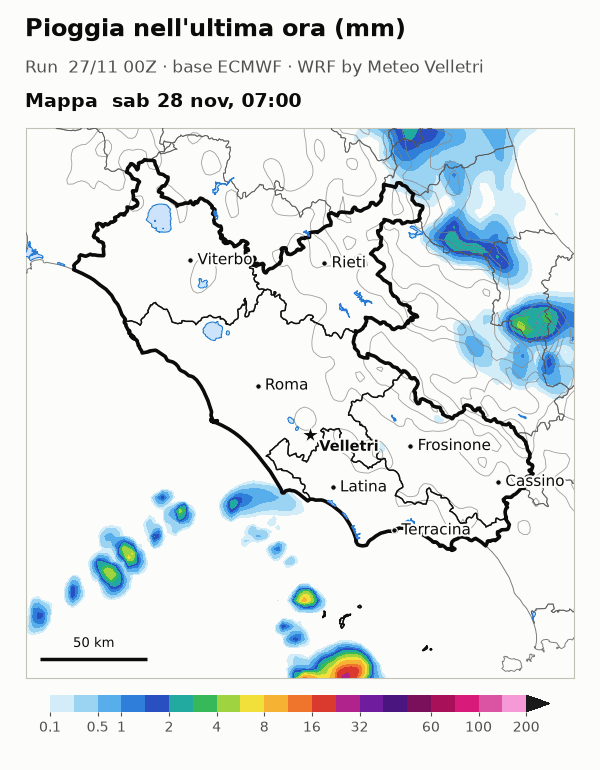 Pioggia nell'ultima ora (mm)
Run 27/11 00Z · base ECMWF · WRF by Meteo Velletri
Mappa sab 28 nov, 07:00
Viterbo
Rieti
Roma
Velletri
Frosinone
Latina
Cassino
Terracina
50 km
0.1 0.5 1 2 4 8 16 32 60 100 200